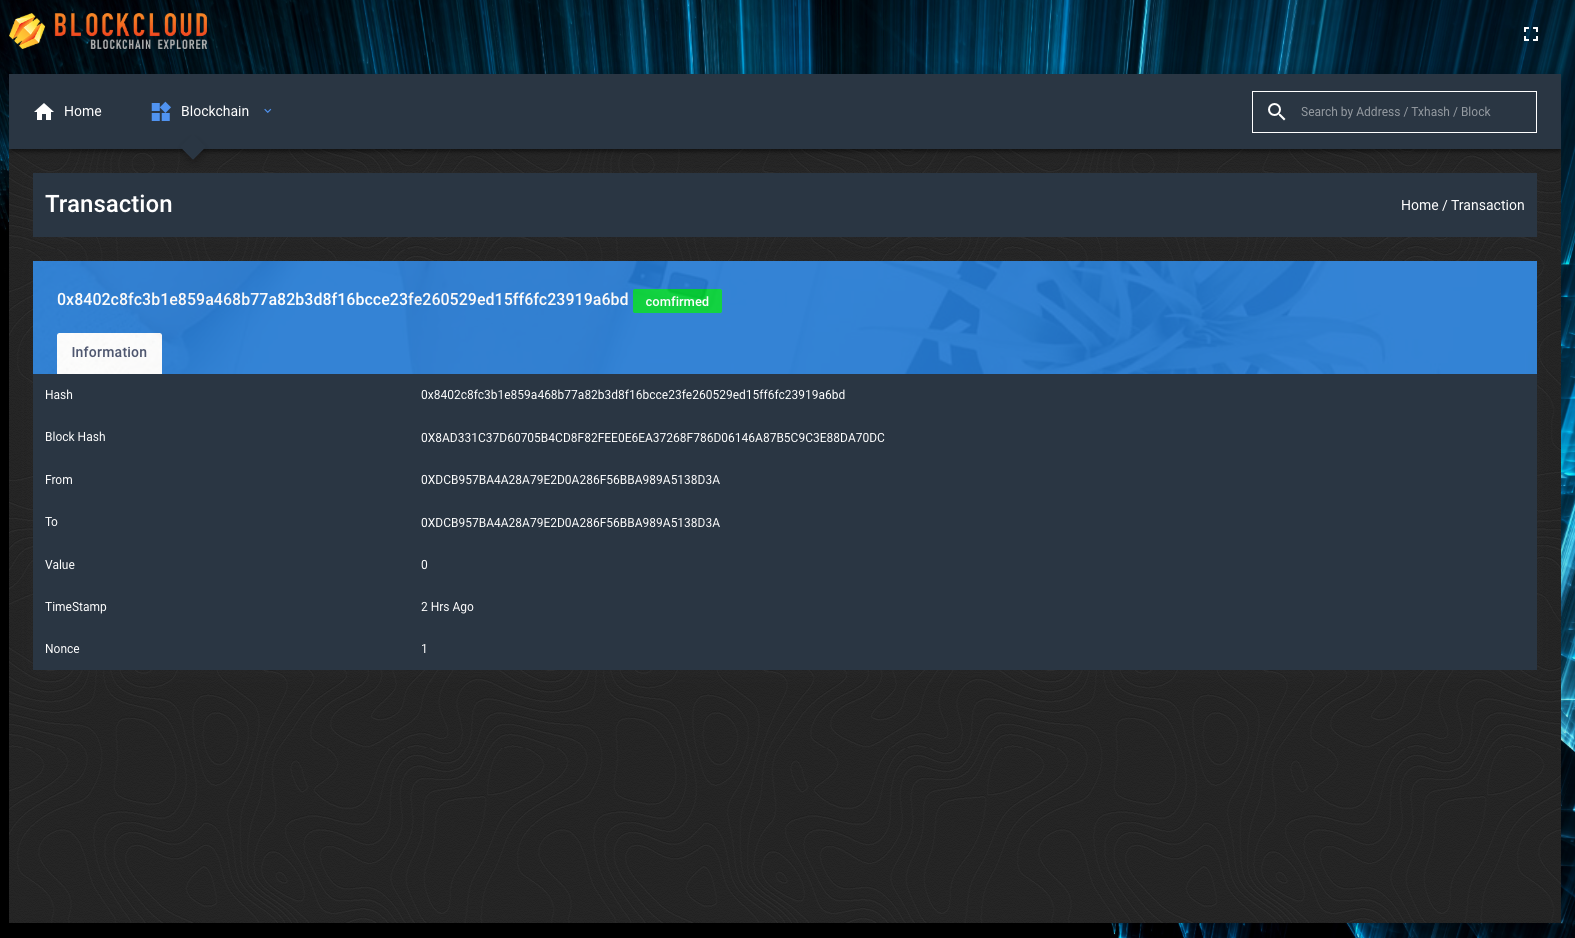 BLOCKCLOUD
BLOCKCHAIN EXPLORER
Home
Blockchain
Search by Address / Txhash / Block
Transaction
Home / Transaction
0x8402c8fc3b1e859a468b77a82b3d8f16bcce23fe260529ed15ff6fc23919a6bd comfirmed
Information
Hash 0x8402c8fc3b1e859a468b77a82b3d8f16bcce23fe260529ed15ff6fc23919a6bd
Block Hash 0X8AD331C37D60705B4CD8F82FEE0E6EA37268F786D06146A87B5C9C3E88DA70DC
From 0XDCB957BA4A28A79E2D0A286F56BBA989A5138D3A
To 0XDCB957BA4A28A79E2D0A286F56BBA989A5138D3A
Value 0
TimeStamp 2 Hrs Ago
Nonce 1